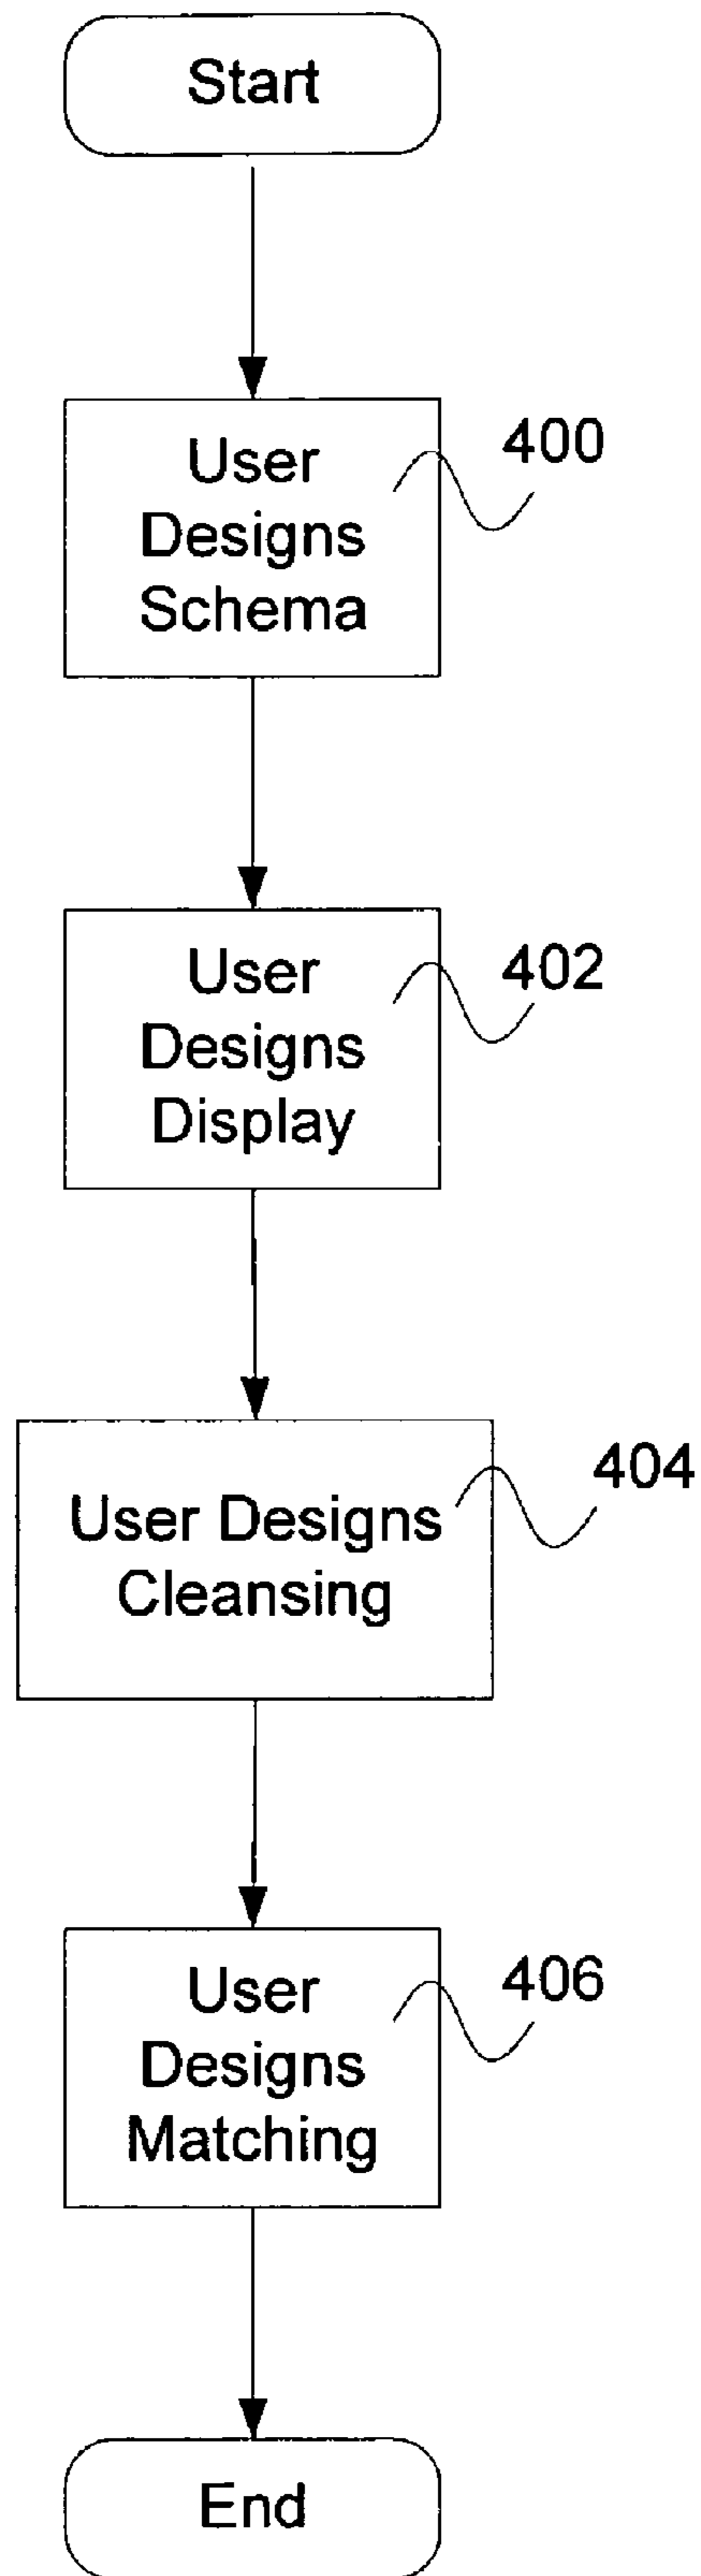 Start
User
Designs
Schema
400
User
Designs
Display
402
User Designs
Cleansing
404
User
Designs
Matching
406
End